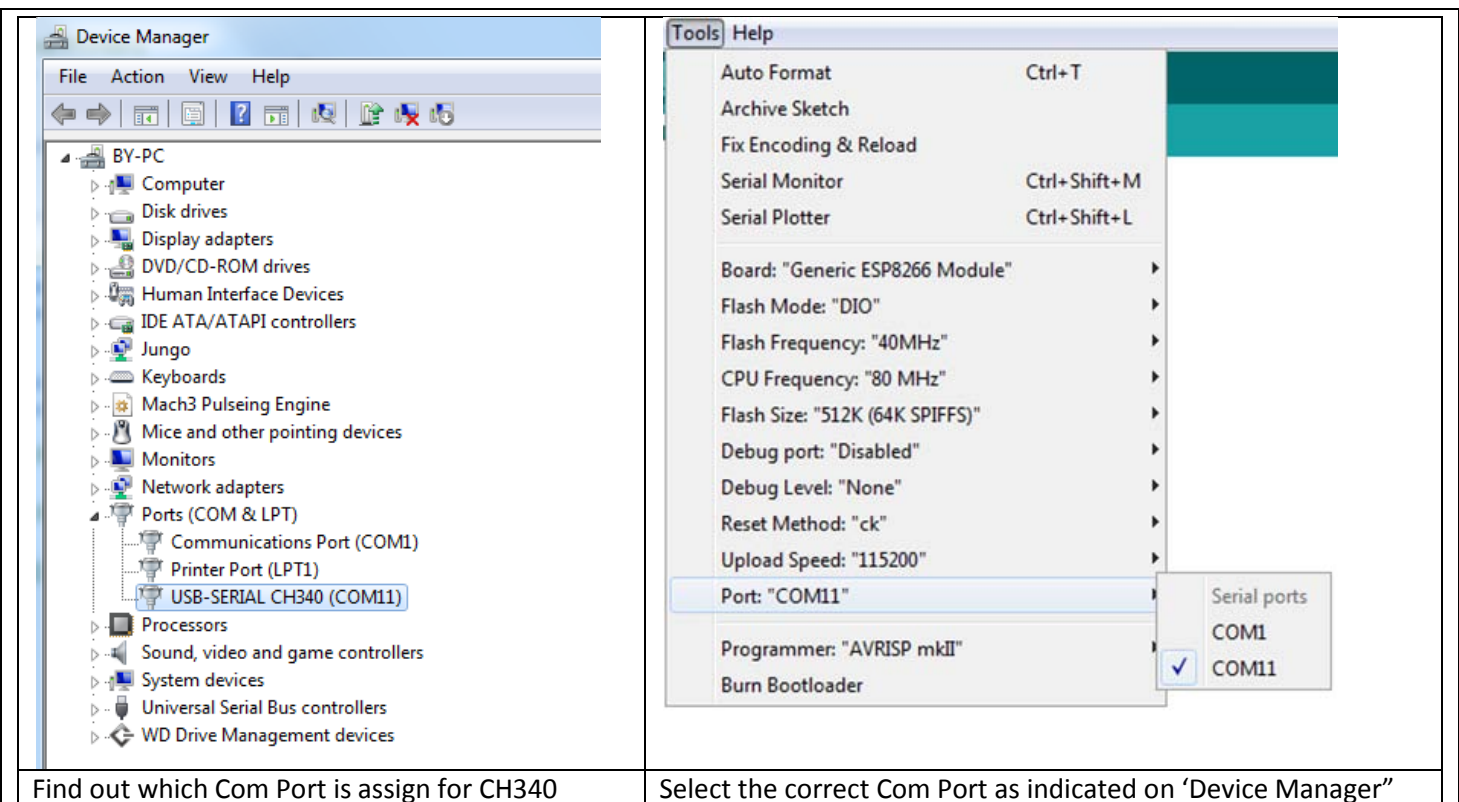 Device Manager
File Action View Help
BY-PC
Computer
Disk drives
Display adapters
DVD/CD-ROM drives
Human Interface Devices
IDE ATA/ATAPI controllers
Jungo
Keyboards
Mach3 Pulseing Engine
Mice and other pointing devices
Monitors
Network adapters
Ports (COM & LPT)
Communications Port (COM1)
Printer Port (LPT1)
USB-SERIAL CH340 (COM11)
Processors
Sound, video and game controllers
System devices
Universal Serial Bus controllers
WD Drive Management devices
Find out which Com Port is assign for CH340
Tools Help
Auto Format Ctrl+T
Archive Sketch
Fix Encoding & Reload
Serial Monitor Ctrl+Shift+M
Serial Plotter Ctrl+Shift+L
Board: "Generic ESP8266 Module"
Flash Mode: "DIO"
Flash Frequency: "40MHz"
CPU Frequency: "80 MHz"
Flash Size: "512K (64K SPIFFS)"
Debug port: "Disabled"
Debug Level: "None"
Reset Method: "ck"
Upload Speed: "115200"
Port: "COM11"
Serial ports
COM1
COM11
Programmer: "AVRISP mkII"
Burn Bootloader
Select the correct Com Port as indicated on ‘Device Manager”